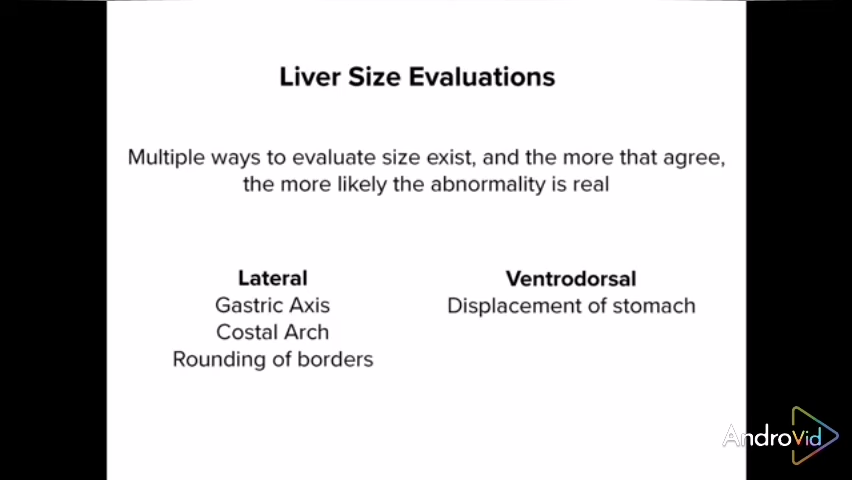 Liver Size Evaluations
Multiple ways to evaluate size exist, and the more that agree,
the more likely the abnormality is real
Lateral
Gastric Axis
Costal Arch
Rounding of borders
Ventrodorsal
Displacement of stomach
AndroVid